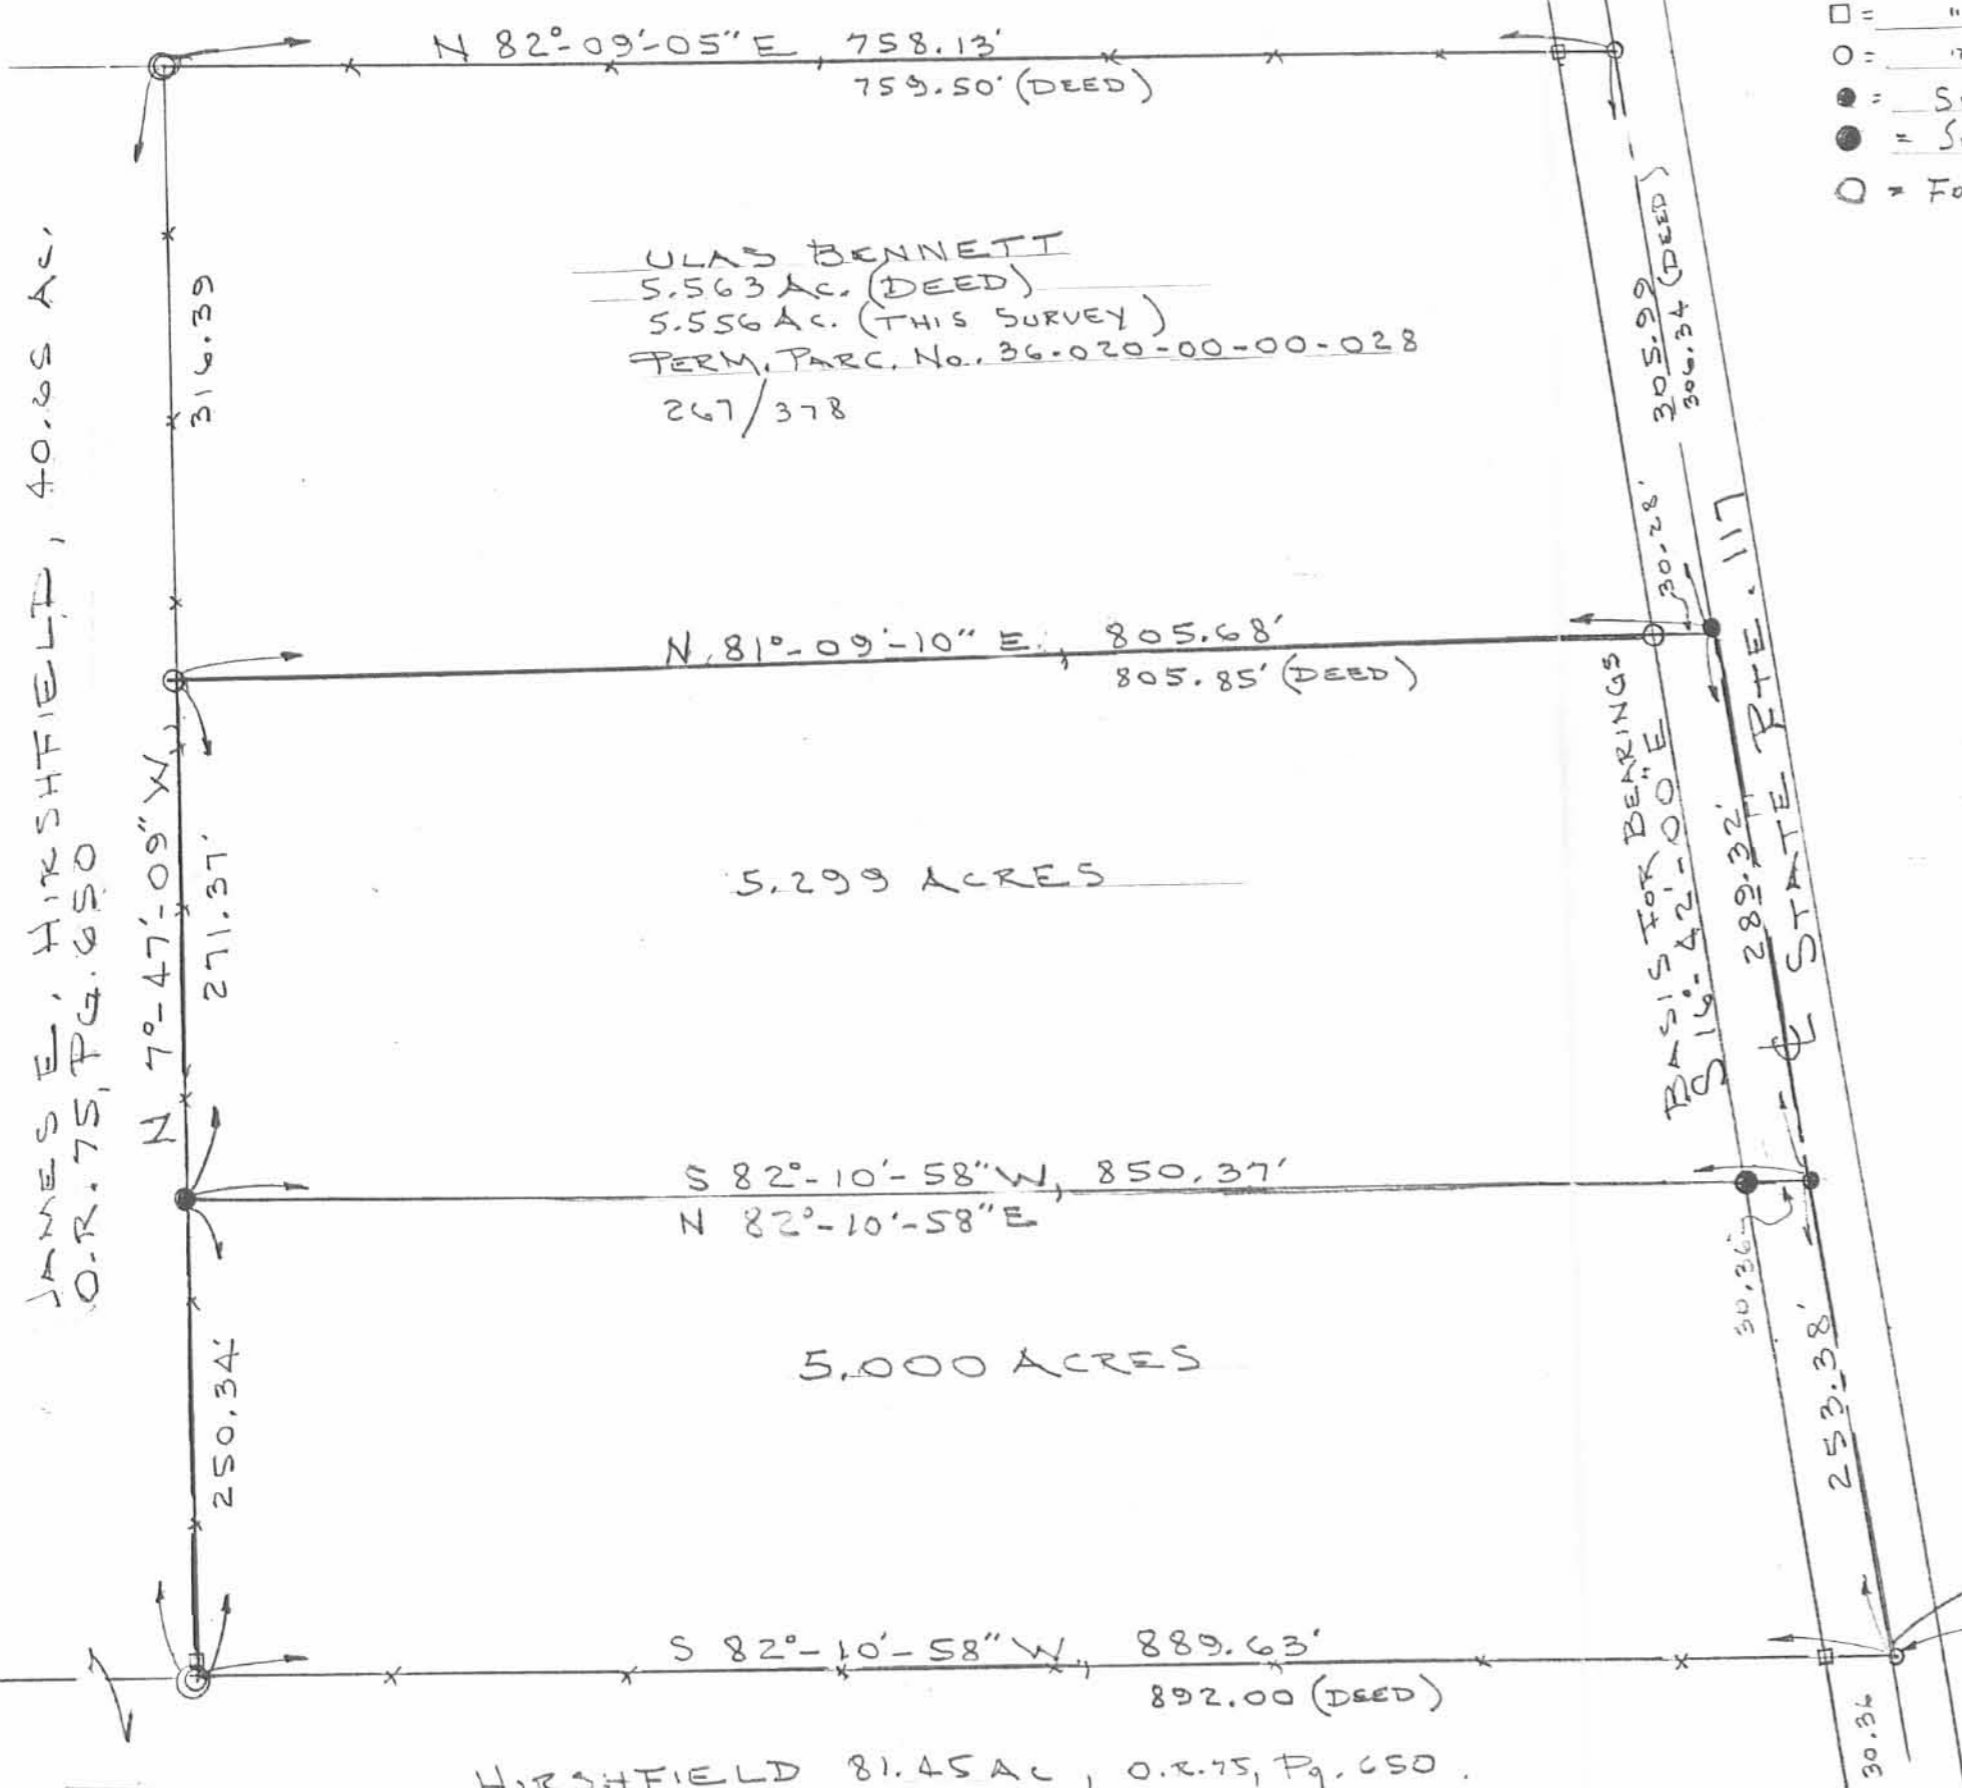 N 82°-09'-05" E 758.13'
759.50' (DEED)
□ = "
O =
● = S
● = S
O = Fo
ULAS BENNETT
5.563 AC. (DEED)
5.556 AC. (THIS SURVEY)
PERM. PARC. No. 36-020-00-00-028
267/378
316.39
305.99
306.34 (DEED)
30.28'
JAMES E. HIRSHTFIELD, 40.65 AC.
O.R. 75, PG. 650
N 81°-09'-10" E, 805.68'
805.85' (DEED)
N 7°-47'-09" W,
271.37'
5.299 ACRES
BASIS FOR BEARINGS
S 16°-42'-00" E
289.32'
℄ STATE RTE. 117
S 82°-10'-58" W, 850.37'
N 82°-10'-58" E
30.36'
5.000 ACRES
250.34'
253.38'
S 82°-10'-58" W, 889.63'
892.00 (DEED)
30.36
HIRSHTFIELD 81.45 AC, O.R. 75, Pg. 650.